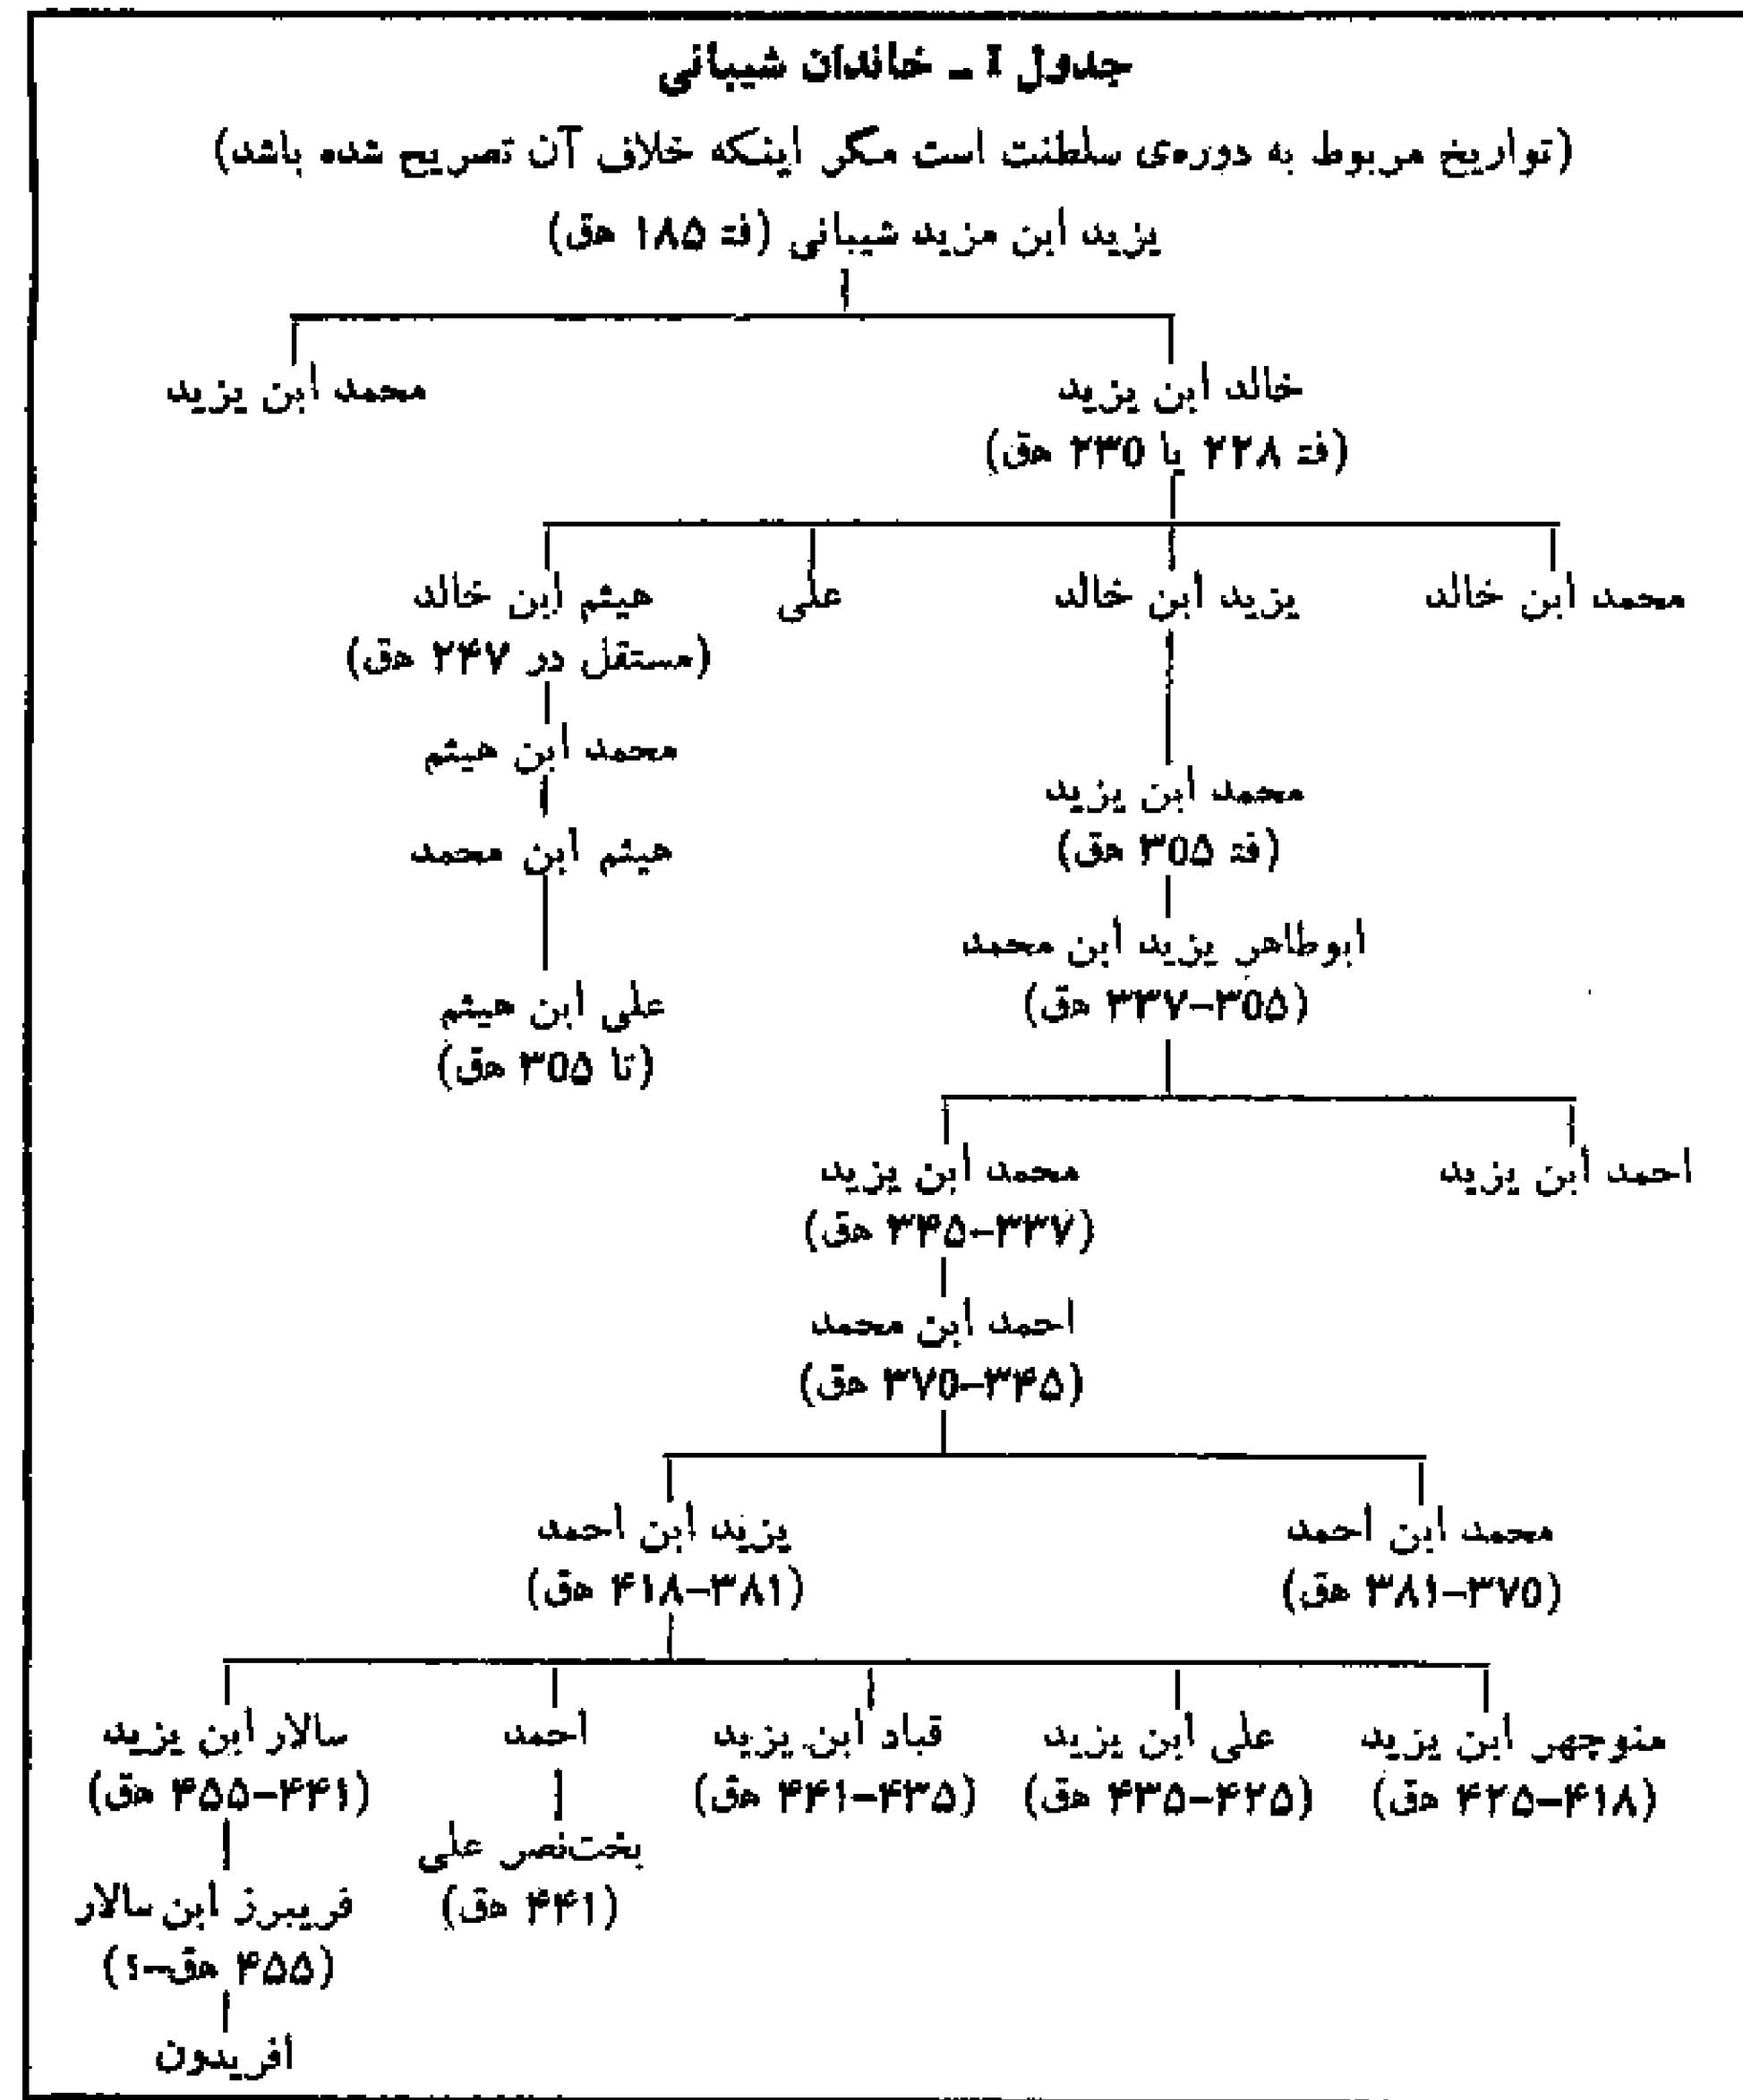 جدول I ـ خاندان شیبانی
(تواریخ مربوط به دوره‌ی سلطنت است مگر اینکه خلاف آن تصریح شده باشد)
یزید ابن مزید شیبانی (فتـ ۱۸۵ هق)
خالد ابن یزید
محمد ابن یزید
(فتـ ۲۲۸ یا ۲۳۰ هق)
محمد ابن خالد
یزید ابن خالد
علی
هیثم ابن خالد
(مستقل در ۲۴۷ هق)
محمد ابن هیثم
محمد ابن یزید
(فتـ ۳۰۵ هق)
هیثم ابن محمد
ابوطاهر یزید ابن محمد
(۳۰۵–۳۳۷ هق)
علی ابن هیثم
(تا ۳۰۵ هق)
احمد ابن یزید
محمد ابن یزید
(۳۳۷–۳۴۵ هق)
احمد ابن محمد
(۳۴۵–۳۷۰ هق)
محمد ابن احمد
(۳۷۰–۳۸۱ هق)
یزید ابن احمد
(۳۸۱–۴۱۸ هق)
منوچهر ابن یزید
(۴۱۸–۴۲۵ هق)
علی ابن یزید
(۴۲۵–۴۳۵ هق)
قباد ابن یزید
(۴۳۵–۴۴۱ هق)
احمد
سالار ابن یزید
(۴۴۱–۴۵۵ هق)
بخت‌نصر علی
(۴۴۱ هق)
فریبرز ابن سالار
(۴۵۵ هق–؟)
افریدون